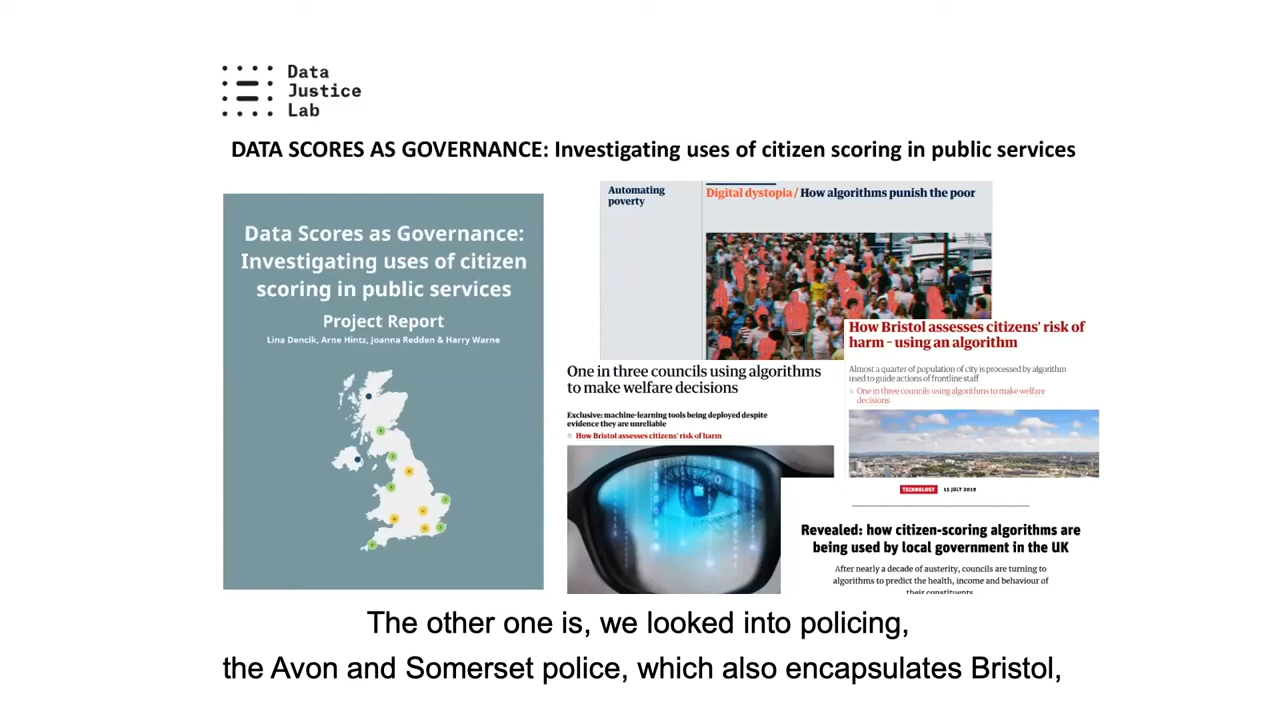 Data
Justice
Lab
DATA SCORES AS GOVERNANCE: Investigating uses of citizen scoring in public services
Data Scores as Governance:
Investigating uses of citizen
scoring in public services
Project Report
Lina Dencik, Arne Hintz, Joanna Redden & Harry Warne
Automating
poverty
Digital dystopia / How algorithms punish the poor
How Bristol assesses citizens' risk of
harm – using an algorithm
Almost a quarter of population of city is processed by algorithm
used to guide actions of frontline staff
One in three councils using algorithms to make welfare
decisions
One in three councils using algorithms
to make welfare decisions
Exclusive: machine-learning tools being deployed despite
evidence they are unreliable
How Bristol assesses citizens' risk of harm
TECHNOLOGY 15 JULY 2019
Revealed: how citizen-scoring algorithms are
being used by local government in the UK
After nearly a decade of austerity, councils are turning to
algorithms to predict the health, income and behaviour of
their constituents.
The other one is, we looked into policing,
the Avon and Somerset police, which also encapsulates Bristol,